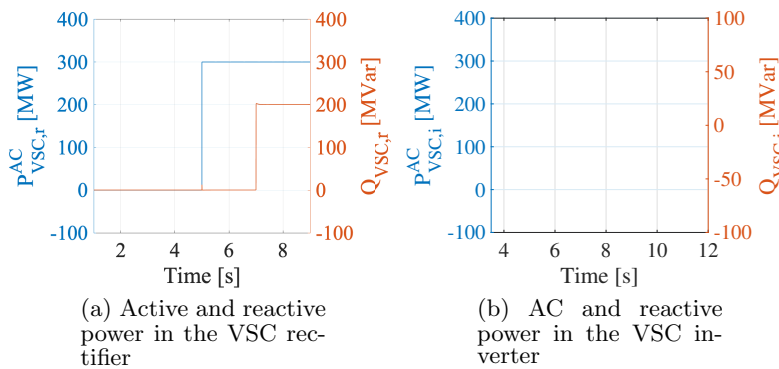 400
300
200
100
0
-100
P^AC_VSC,r [MW]
400
300
200
100
0
-100
Q_VSC,r [MVar]
2 4 6 8
Time [s]
(a) Active and reactive
power in the VSC rec-
tifier
400
300
200
100
0
-100
P^AC_VSC,i [MW]
100
50
0
-50
-100
Q_VSC,i [MVar]
4 6 8 10 12
Time [s]
(b) AC and reactive
power in the VSC in-
verter